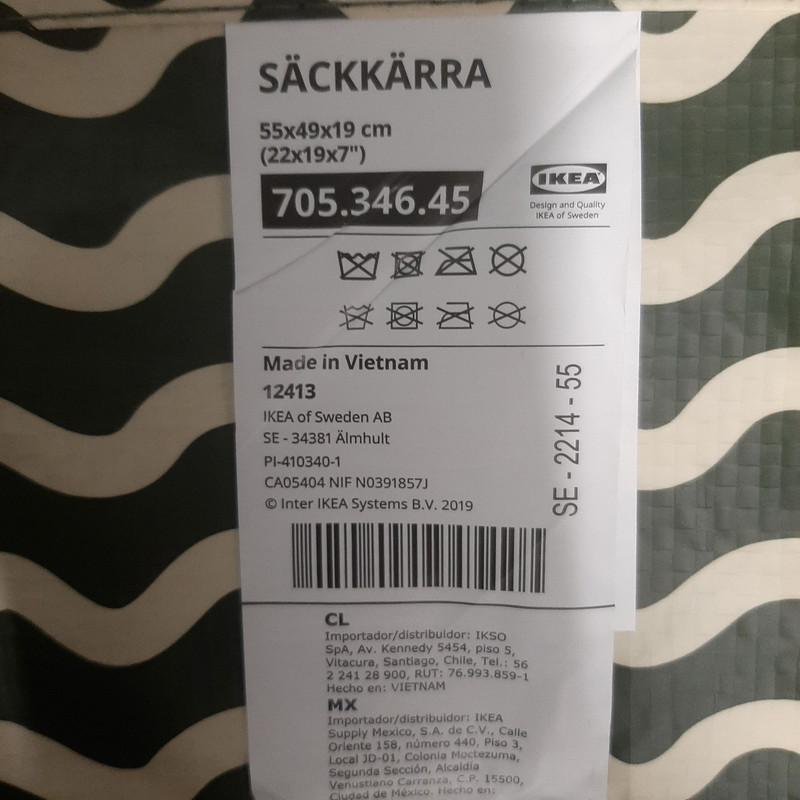 SÄCKKÄRRA
55x49x19 cm
(22x19x7")
705.346.45
IKEA
Design and Quality
IKEA of Sweden
Made in Vietnam
12413
IKEA of Sweden AB
SE - 34381 Älmhult
PI-410340-1
CA05404 NIF N0391857J
© Inter IKEA Systems B.V. 2019
SE - 2214 - 55
CL
Importador/distribuidor: IKSO
SpA, Av. Kennedy 5454, piso 5,
Vitacura, Santiago, Chile, Tel.: 56
2 241 28 900, RUT: 76.993.859-1
Hecho en: VIETNAM
MX
Importador/distribuidor: IKEA
Supply Mexico, S.A. de C.V., Calle
Oriente 158, número 440, Piso 3,
Local JD-01, Colonia Moctezuma,
Segunda Sección, Alcaldía
Venustiano Carranza, C.P. 15500,
Ciudad de México. Hecho en: